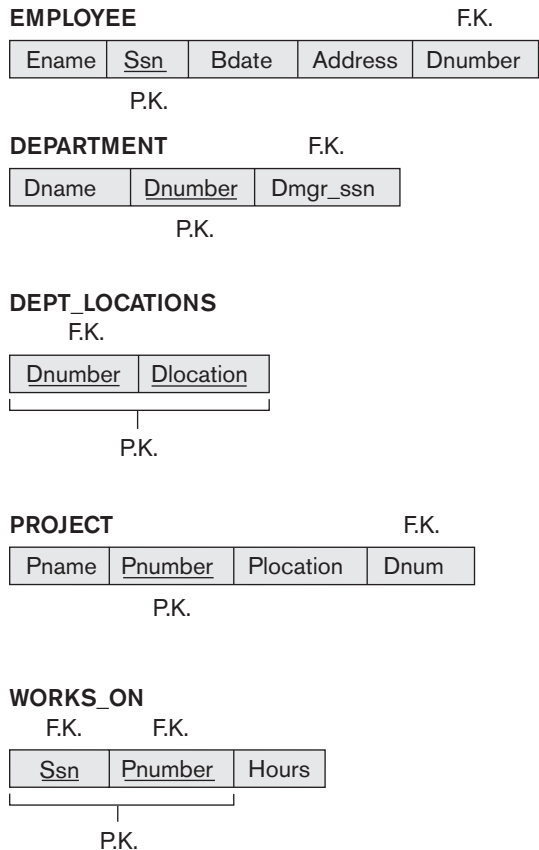 EMPLOYEE F.K.
Ename Ssn Bdate Address Dnumber
P.K.
DEPARTMENT F.K.
Dname Dnumber Dmgr_ssn
P.K.
DEPT_LOCATIONS
F.K.
Dnumber Dlocation
P.K.
PROJECT F.K.
Pname Pnumber Plocation Dnum
P.K.
WORKS_ON
F.K. F.K.
Ssn Pnumber Hours
P.K.